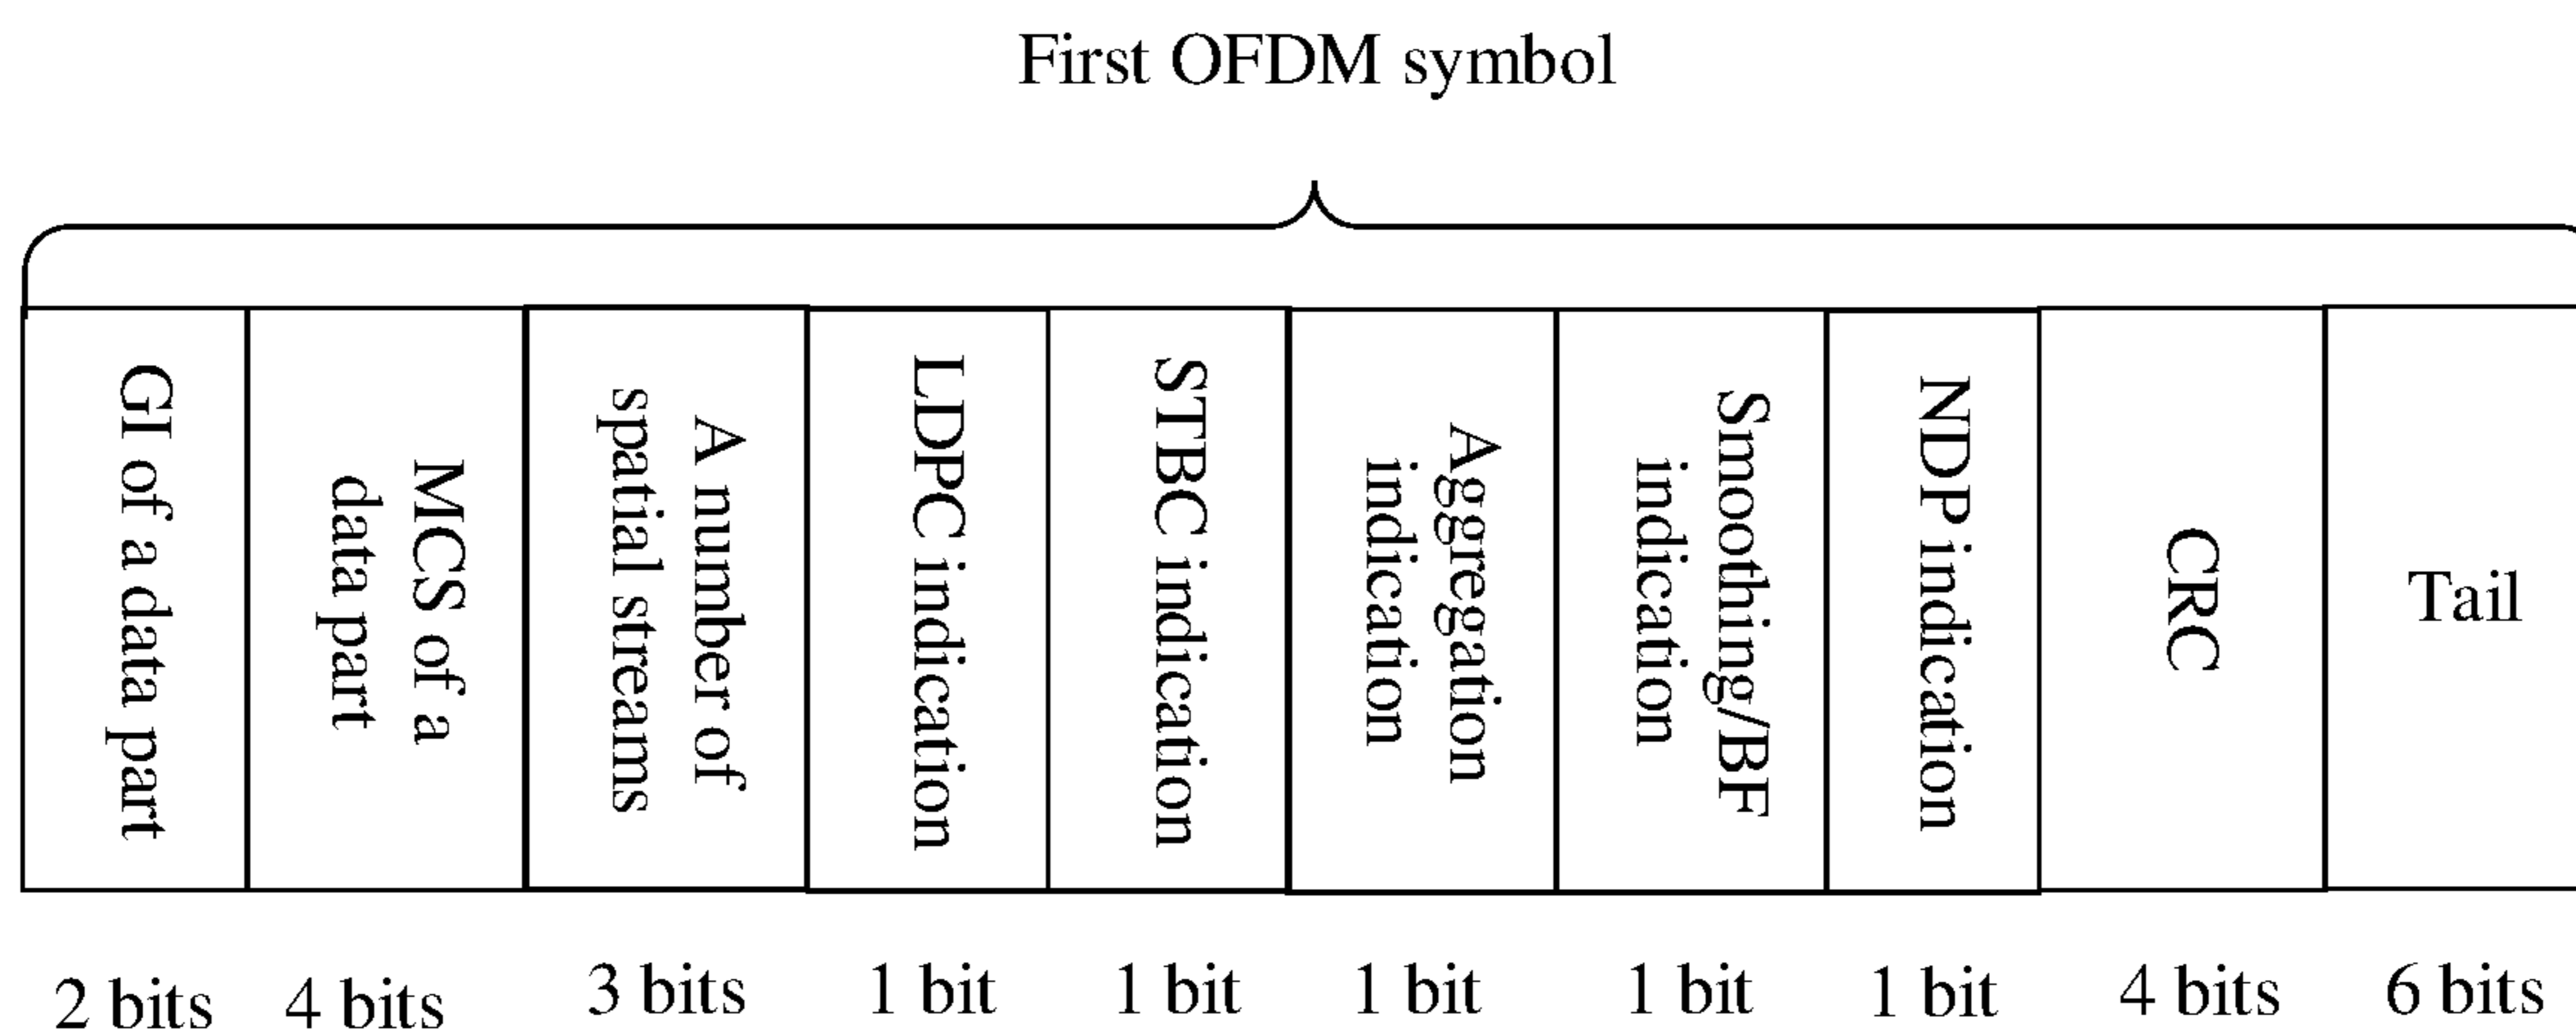 First OFDM symbol
GI of a data part
MCS of a
data part
A number of
spatial streams
LDPC indication
STBC indication
Aggregation
indication
Smoothing/BF
indication
NDP indication
CRC
Tail
2 bits
4 bits
3 bits
1 bit
1 bit
1 bit
1 bit
1 bit
4 bits
6 bits